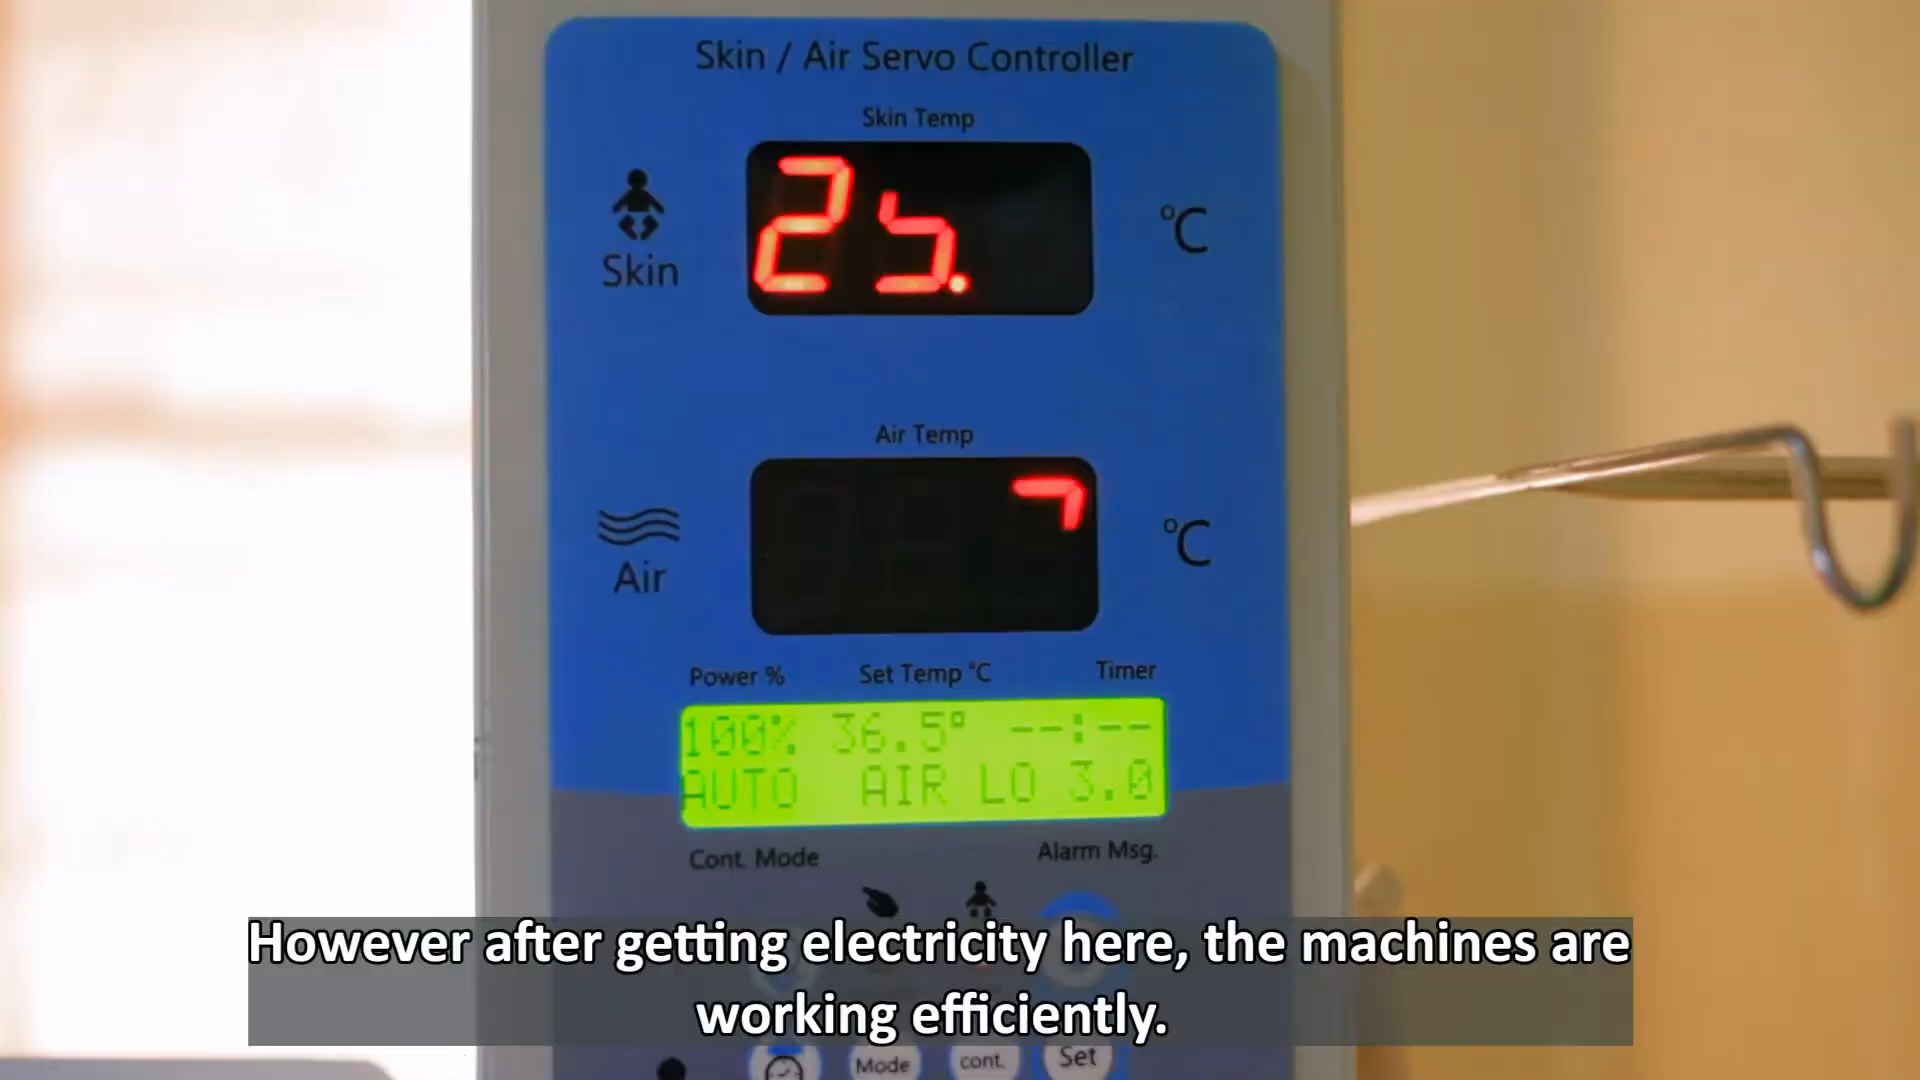 Skin / Air Servo Controller
Skin Temp
25.
°C
Skin
Air Temp
°C
Air
Power % Set Temp °C Timer
100% 36.5° --:--
AUTO AIR LO 3.0
Cont. Mode Alarm Msg.
However after getting electricity here, the machines are
working efficiently.
Mode cont. Set